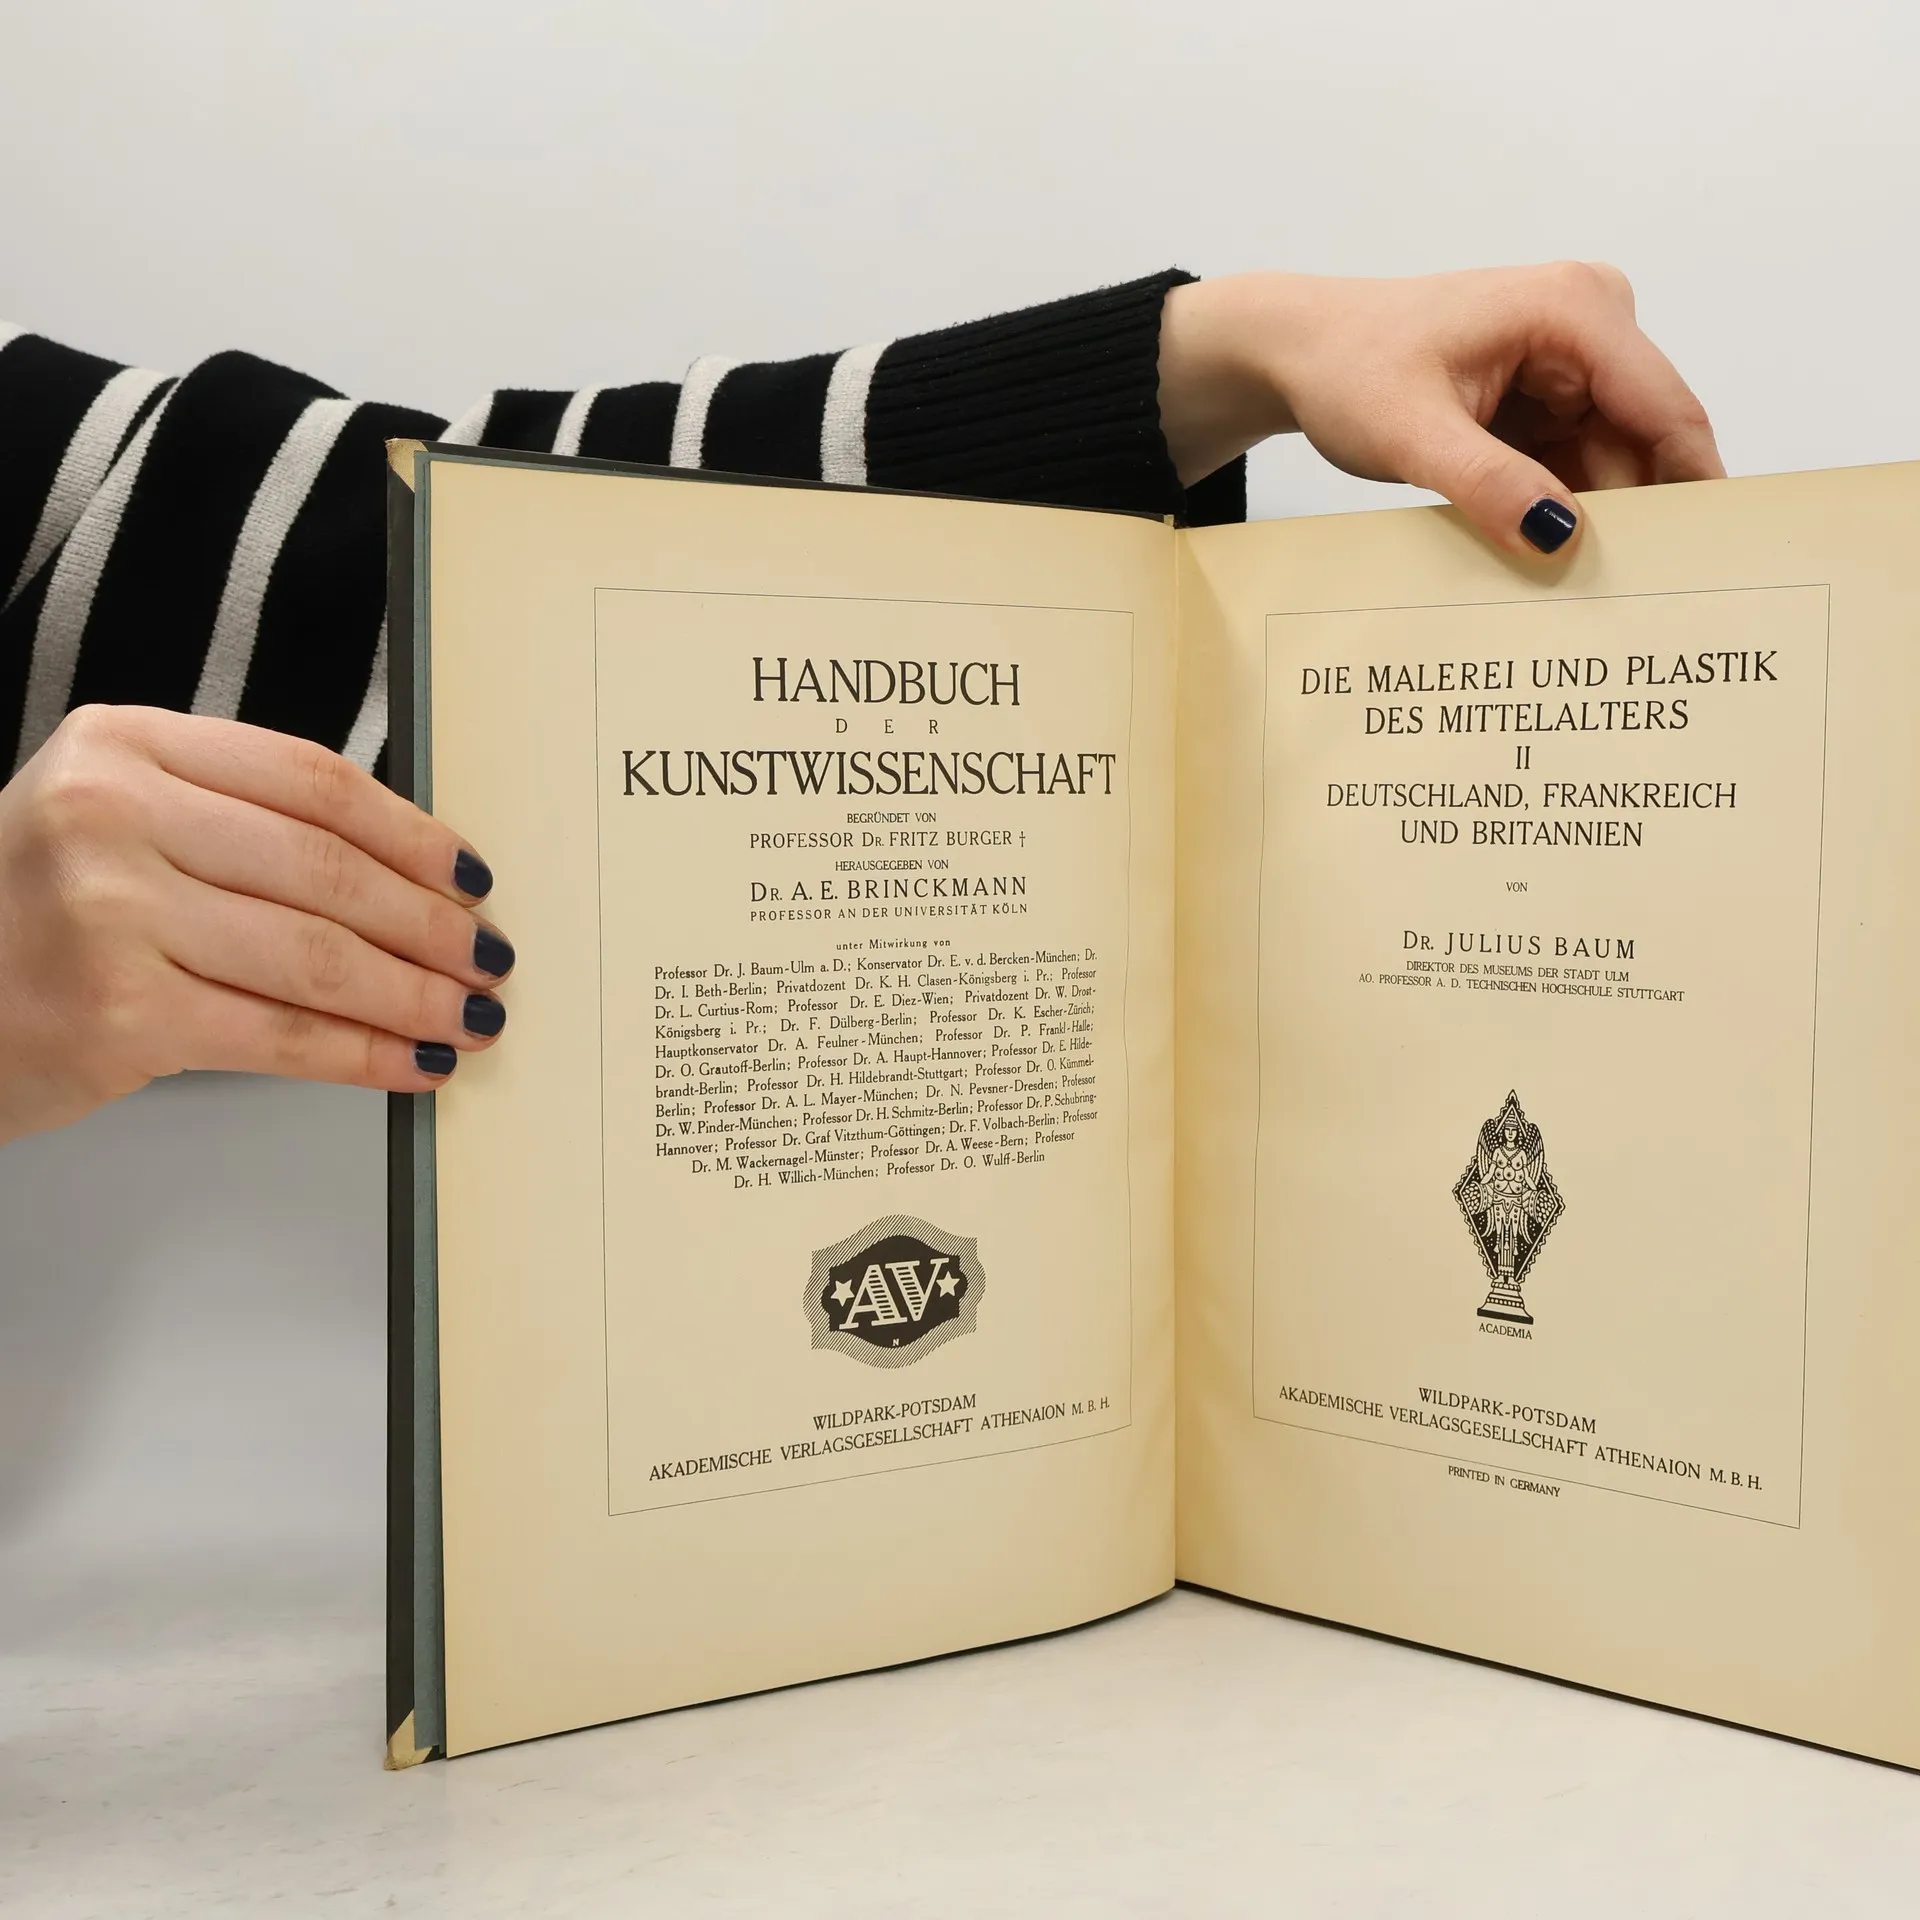 HANDBUCH
DER
KUNSTWISSENSCHAFT
BEGRÜNDET VON
PROFESSOR DR. FRITZ BURGER †
HERAUSGEGEBEN VON
DR. A. E. BRINCKMANN
PROFESSOR AN DER UNIVERSITÄT KÖLN
unter Mitwirkung von
Professor Dr. J. Baum-Ulm a. D.; Konservator Dr. E. v. d. Bercken-München; Dr.
Dr. I. Beth-Berlin; Privatdozent Dr. K. H. Clasen-Königsberg i. Pr.; Professor
Dr. L. Curtius-Rom; Professor Dr. E. Diez-Wien; Privatdozent Dr. W. Drost-
Königsberg i. Pr.; Dr. F. Dülberg-Berlin; Professor Dr. K. Escher-Zürich;
Hauptkonservator Dr. A. Feulner-München; Professor Dr. P. Frankl-Halle;
Dr. O. Grautoff-Berlin; Professor Dr. A. Haupt-Hannover; Professor Dr. E. Hilde-
brandt-Berlin; Professor Dr. H. Hildebrandt-Stuttgart; Professor Dr. O. Kümmel-
Berlin; Professor Dr. A. L. Mayer-München; Dr. N. Pevsner-Dresden; Professor
Dr. W. Pinder-München; Professor Dr. H. Schmitz-Berlin; Professor Dr. P. Schubring-
Hannover; Professor Dr. Graf Vitzthum-Göttingen; Dr. F. Volbach-Berlin; Professor
Dr. M. Wackernagel-Münster; Professor Dr. A. Weese-Bern; Professor
Dr. H. Willich-München; Professor Dr. O. Wulff-Berlin
AV
N
WILDPARK-POTSDAM
AKADEMISCHE VERLAGSGESELLSCHAFT ATHENAION M. B. H.
DIE MALEREI UND PLASTIK
DES MITTELALTERS
II
DEUTSCHLAND, FRANKREICH
UND BRITANNIEN
VON
DR. JULIUS BAUM
DIREKTOR DES MUSEUMS DER STADT ULM
AO. PROFESSOR A. D. TECHNISCHEN HOCHSCHULE STUTTGART
ACADEMIA
WILDPARK-POTSDAM
AKADEMISCHE VERLAGSGESELLSCHAFT ATHENAION M. B. H.
PRINTED IN GERMANY